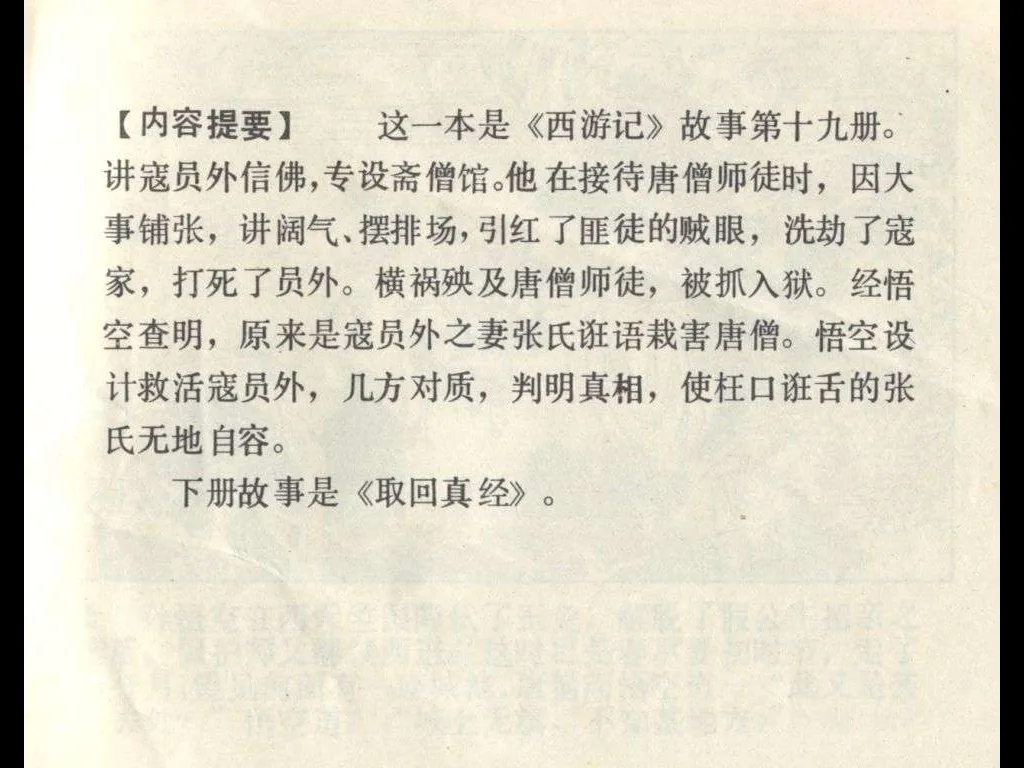 【内容提要】 这一本是《西游记》故事第十九册。
讲寇员外信佛,专设斋僧馆。他在接待唐僧师徒时，因大
事铺张，讲阔气、摆排场,引红了匪徒的贼眼，洗劫了寇
家，打死了员外。横祸殃及唐僧师徒，被抓入狱。经悟
空查明，原来是寇员外之妻张氏诳语栽害唐僧。悟空设
计救活寇员外，几方对质，判明真相，使枉口诳舌的张
氏无地自容。
下册故事是《取回真经》。